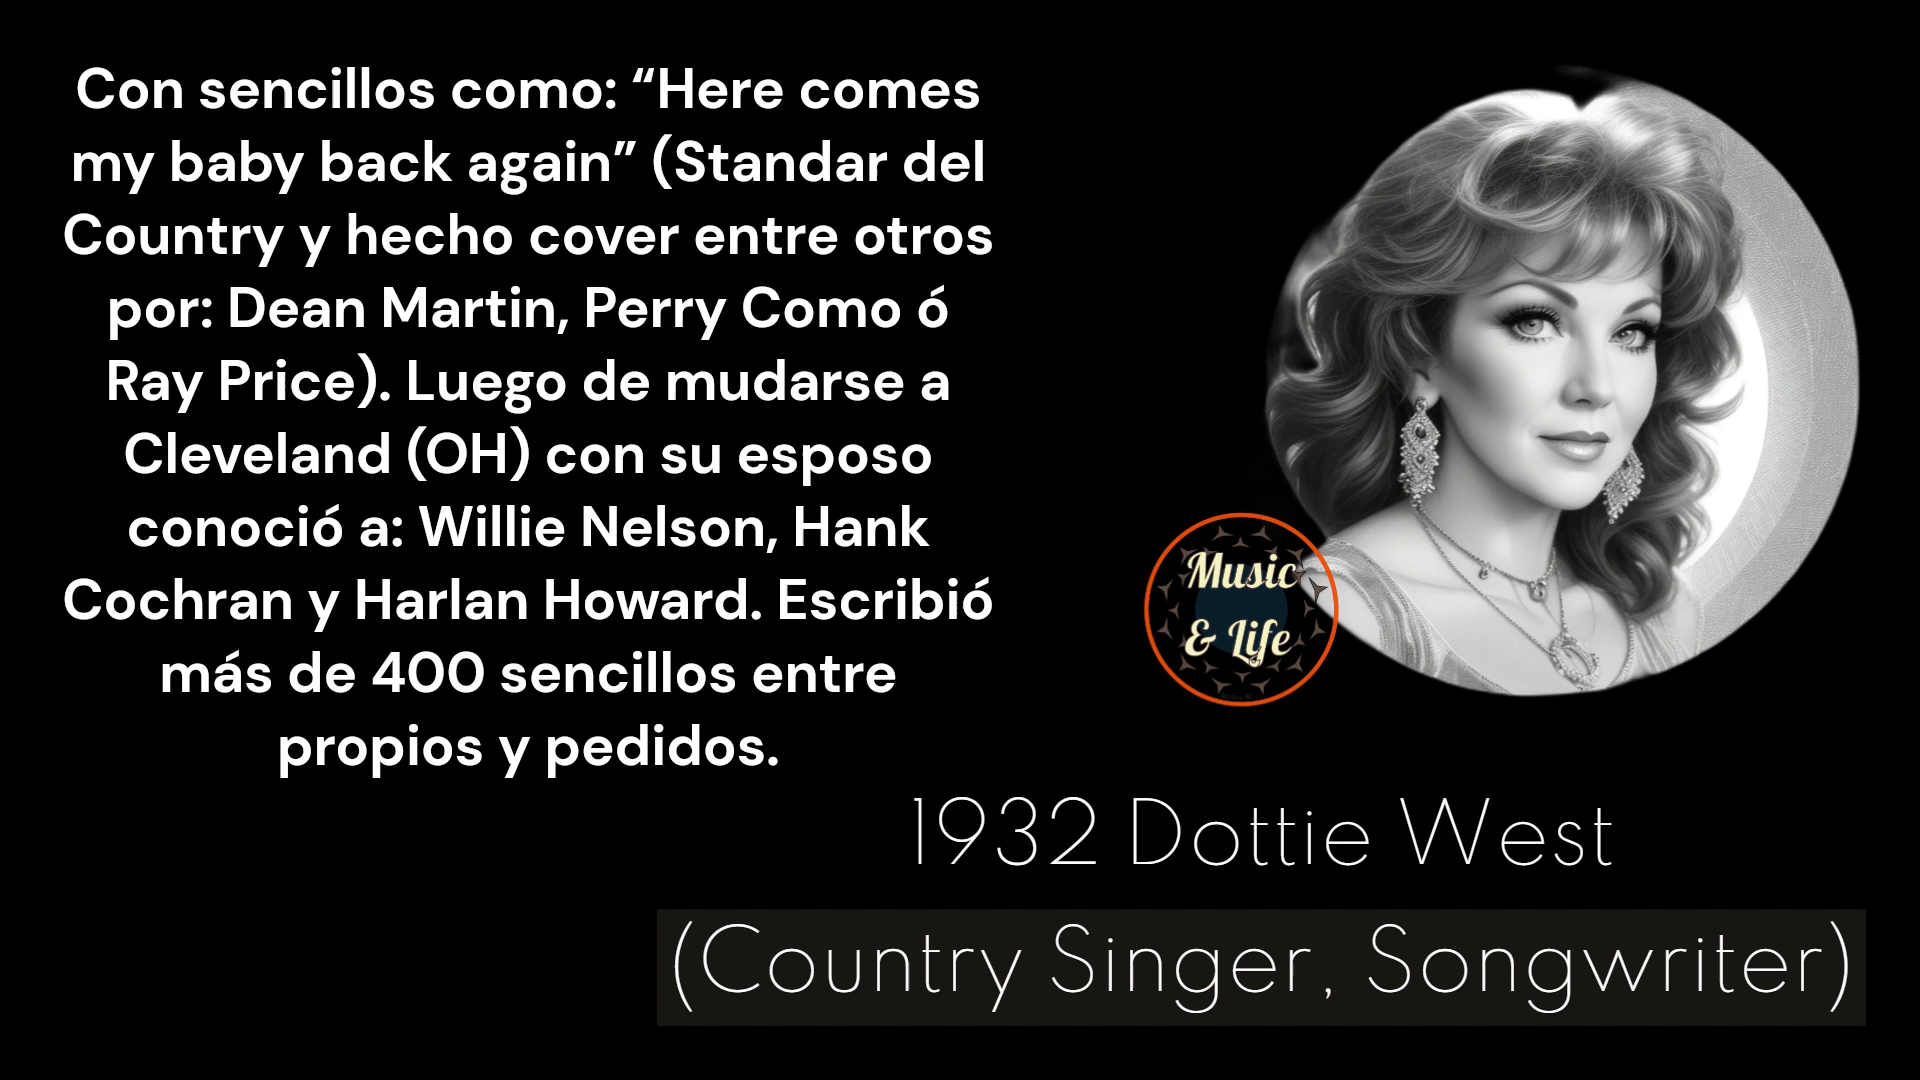 Con sencillos como: “Here comes
my baby back again” (Standar del
Country y hecho cover entre otros
por: Dean Martin, Perry Como ó
Ray Price). Luego de mudarse a
Cleveland (OH) con su esposo
conoció a: Willie Nelson, Hank
Cochran y Harlan Howard. Escribió
más de 400 sencillos entre
propios y pedidos.
Music
& Life
1932 Dottie West
(Country Singer, Songwriter)